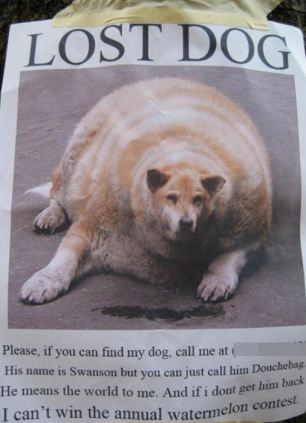 LOST DOG
Please, if you can find my dog, call me at (
His name is Swanson but you can just call him Douchebag.
He means the world to me. And if i dont get him back
I can't win the annual watermelon contest.